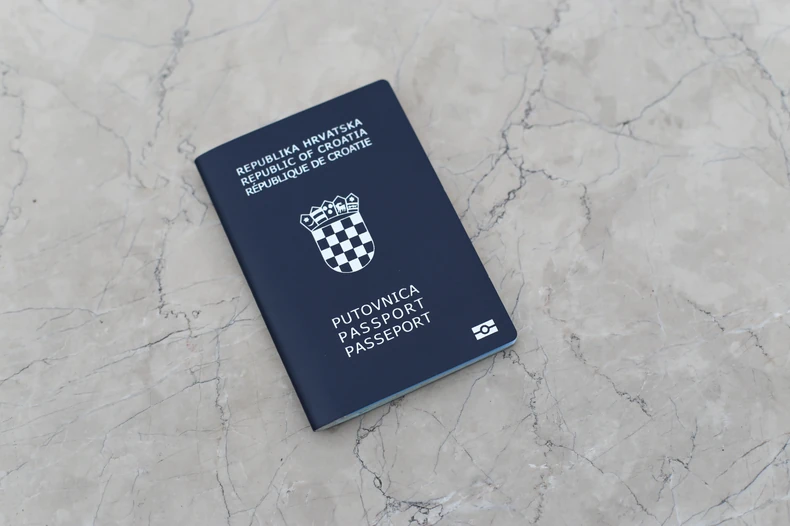 REPUBLIKA HRVATSKA
REPUBLIC OF CROATIA
RÉPUBLIQUE DE CROATIE
PUTOVNICA
PASSPORT
PASSEPORT